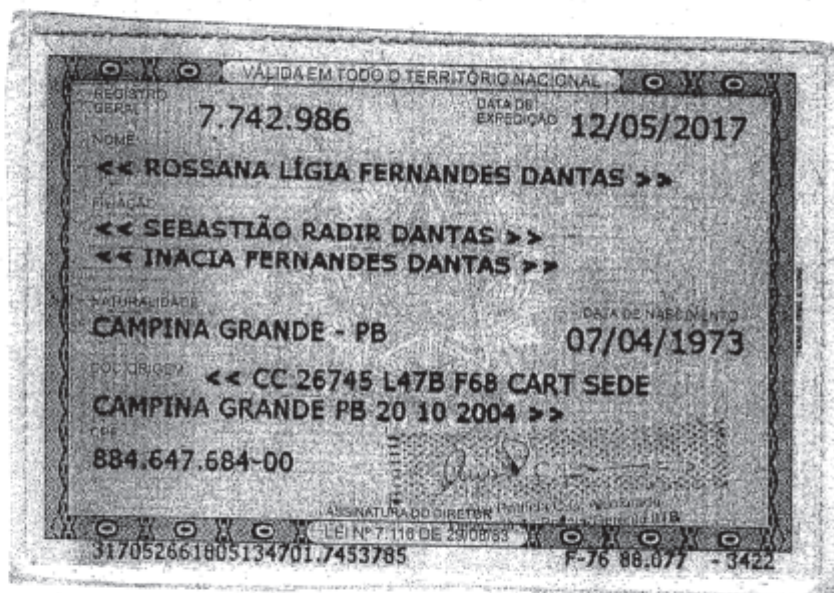 VÁLIDA EM TODO O TERRITÓRIO NACIONAL
REGISTRO GERAL 7.742.986 DATA DE EXPEDIÇÃO 12/05/2017
NOME
<< ROSSANA LÍGIA FERNANDES DANTAS >>
FILIAÇÃO
<< SEBASTIÃO RADIR DANTAS >>
<< INACIA FERNANDES DANTAS >>
NATURALIDADE DATA DE NASCIMENTO
CAMPINA GRANDE - PB 07/04/1973
DOC ORIGEM << CC 26745 L47B F68 CART SEDE
CAMPINA GRANDE PB 20 10 2004 >>
CPF
884.647.684-00
ASSINATURA DO DIRETOR
LEI Nº 7.116 DE 29/08/83
317052661805134701.7453785 F-76 88.077 - 3422